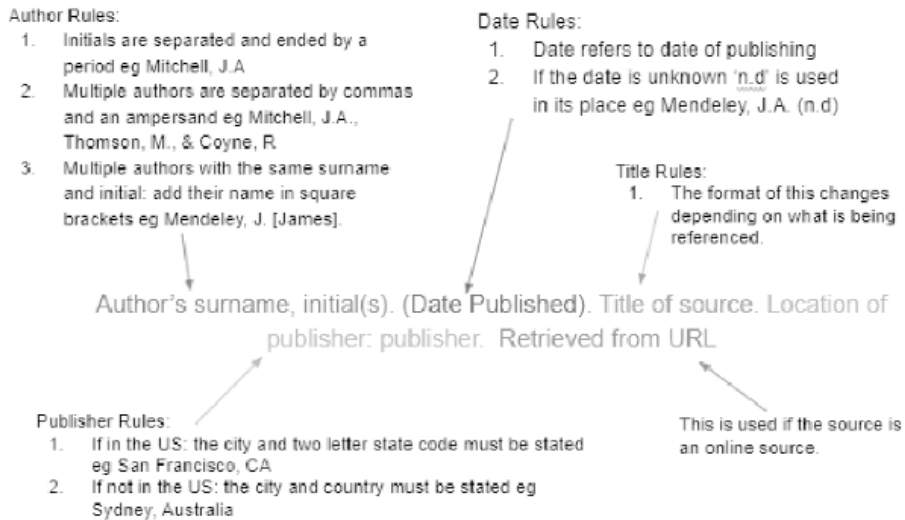 Author Rules:
1. Initials are separated and ended by a
period eg Mitchell, J.A
2. Multiple authors are separated by commas
and an ampersand eg Mitchell, J.A.,
Thomson, M., & Coyne, R
3. Multiple authors with the same surname
and initial: add their name in square
brackets eg Mendeley, J. [James].
Date Rules:
1. Date refers to date of publishing
2. If the date is unknown ‘n.d’ is used
in its place eg Mendeley, J.A. (n.d)
Title Rules:
1. The format of this changes
depending on what is being
referenced.
Author’s surname, initial(s). (Date Published). Title of source. Location of
publisher: publisher. Retrieved from URL
Publisher Rules:
1. If in the US: the city and two letter state code must be stated
eg San Francisco, CA
2. If not in the US: the city and country must be stated eg
Sydney, Australia
This is used if the source is
an online source.